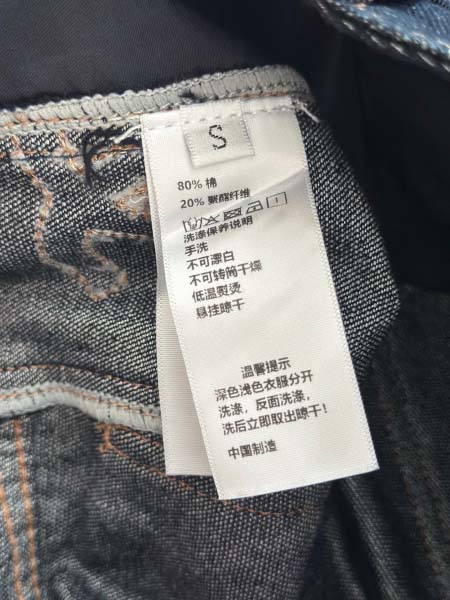 S
80% 棉
20% 聚酯纤维
洗涤保养说明
手洗
不可漂白
不可转筒干燥
低温熨烫
悬挂晾干
温馨提示
深色浅色衣服分开
洗涤，反面洗涤，
洗后立即取出晾干！
中国制造